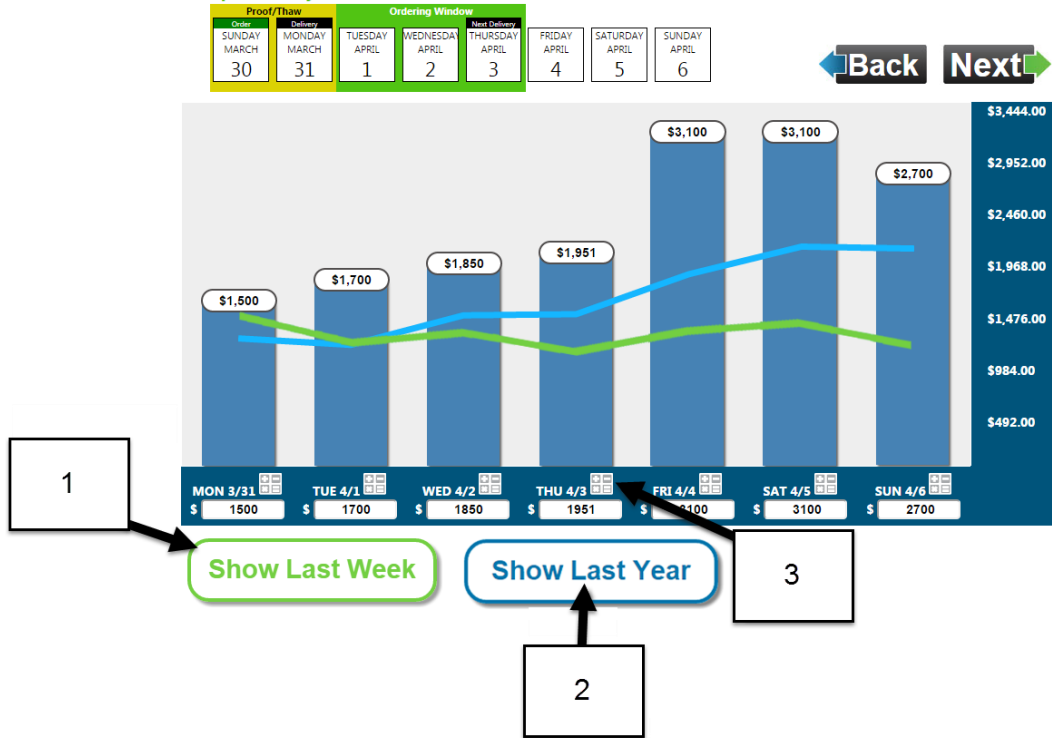 Proof/Thaw Ordering Window
Order Delivery Next Delivery
SUNDAY MONDAY TUESDAY WEDNESDAY THURSDAY FRIDAY SATURDAY SUNDAY
MARCH MARCH APRIL APRIL APRIL APRIL APRIL APRIL
30 31 1 2 3 4 5 6
Back Next
$3,444.00
$3,100 $3,100
$2,952.00
$2,700
$2,460.00
$1,951
$1,968.00
$1,850
$1,700
$1,500
$1,476.00
$984.00
$492.00
MON 3/31 TUE 4/1 WED 4/2 THU 4/3 FRI 4/4 SAT 4/5 SUN 4/6
$ 1500 $ 1700 $ 1850 $ 1951 $ 3100 $ 3100 $ 2700
1
Show Last Week Show Last Year
3
2